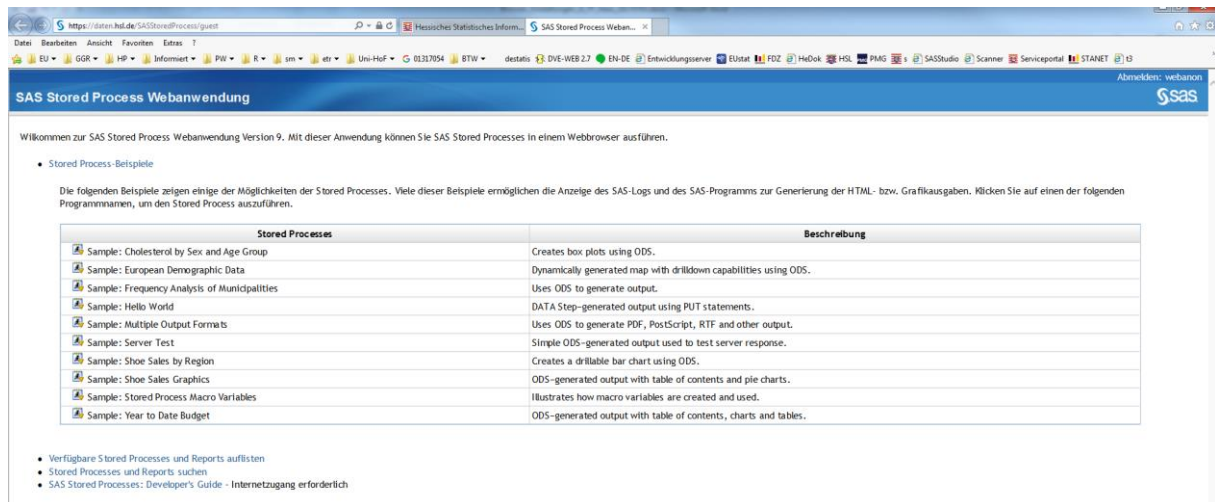 https://daten.hsl.de/SASStoredProcess/guest
Hessisches Statistisches Inform... SAS Stored Process Weban...
Datei Bearbeiten Ansicht Favoriten Extras ?
EU GGR HP Informiert PW R sm etr Uni-HoF G 01317054 BTW destatis DVE-WEB 2.7 EN-DE Entwicklungsserver EUstat FDZ HeDok HSL PMG s SASStudio Scanner Serviceportal STANET t3
Abmelden: webanon
SAS Stored Process Webanwendung
sas
Wilkommen zur SAS Stored Process Webanwendung Version 9. Mit dieser Anwendung können Sie SAS Stored Processes in einem Webbrowser ausführen.
Stored Process-Beispiele
Die folgenden Beispiele zeigen einige der Möglichkeiten der Stored Processes. Viele dieser Beispiele ermöglichen die Anzeige des SAS-Logs und des SAS-Programms zur Generierung der HTML- bzw. Grafikausgaben. Klicken Sie auf einen der folgenden
Programmnamen, um den Stored Process auszuführen.
Stored Processes Beschreibung
Sample: Cholesterol by Sex and Age Group Creates box plots using ODS.
Sample: European Demographic Data Dynamically generated map with drilldown capabilities using ODS.
Sample: Frequency Analysis of Municipalities Uses ODS to generate output.
Sample: Hello World DATA Step-generated output using PUT statements.
Sample: Multiple Output Formats Uses ODS to generate PDF, PostScript, RTF and other output.
Sample: Server Test Simple ODS-generated output used to test server response.
Sample: Shoe Sales by Region Creates a drillable bar chart using ODS.
Sample: Shoe Sales Graphics ODS-generated output with table of contents and pie charts.
Sample: Stored Process Macro Variables Illustrates how macro variables are created and used.
Sample: Year to Date Budget ODS-generated output with table of contents, charts and tables.
Verfügbare Stored Processes und Reports auflisten
Stored Processes und Reports suchen
SAS Stored Processes: Developer's Guide - Internetzugang erforderlich